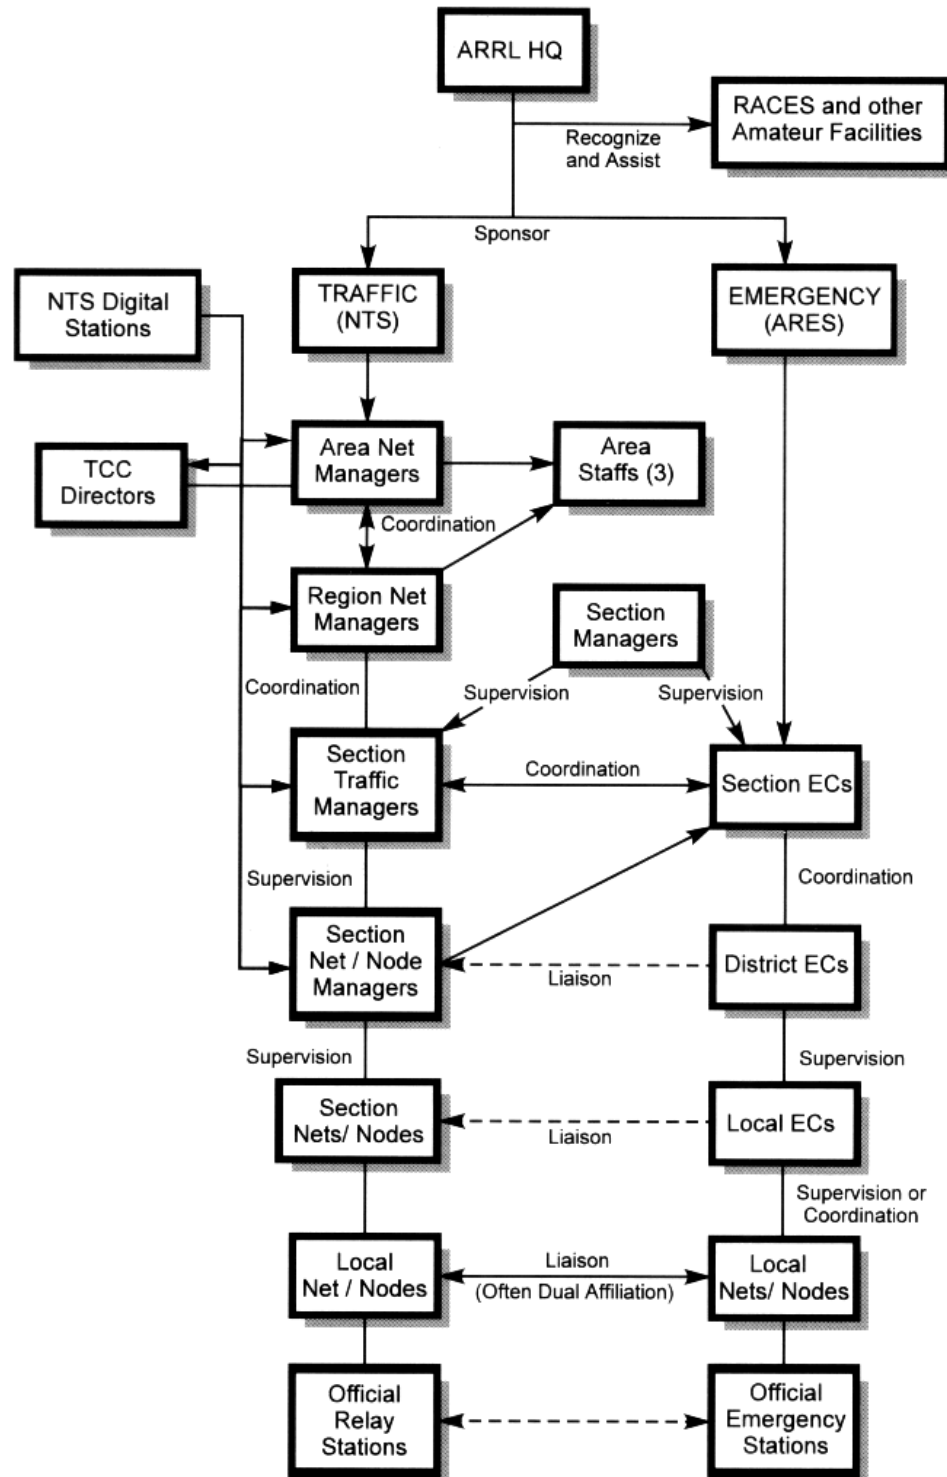 ARRL HQ
RACES and other
Amateur Facilities
Recognize
and Assist
Sponsor
NTS Digital
Stations
TRAFFIC
(NTS)
EMERGENCY
(ARES)
TCC
Directors
Area Net
Managers
Area
Staffs (3)
Coordination
Region Net
Managers
Section
Managers
Coordination
Supervision
Supervision
Section
Traffic
Managers
Coordination
Section ECs
Supervision
Coordination
Section
Net / Node
Managers
Liaison
District ECs
Supervision
Supervision
Section
Nets/ Nodes
Liaison
Local ECs
Supervision or
Coordination
Local
Net / Nodes
Liaison
(Often Dual Affiliation)
Local
Nets/ Nodes
Official
Relay
Stations
Official
Emergency
Stations